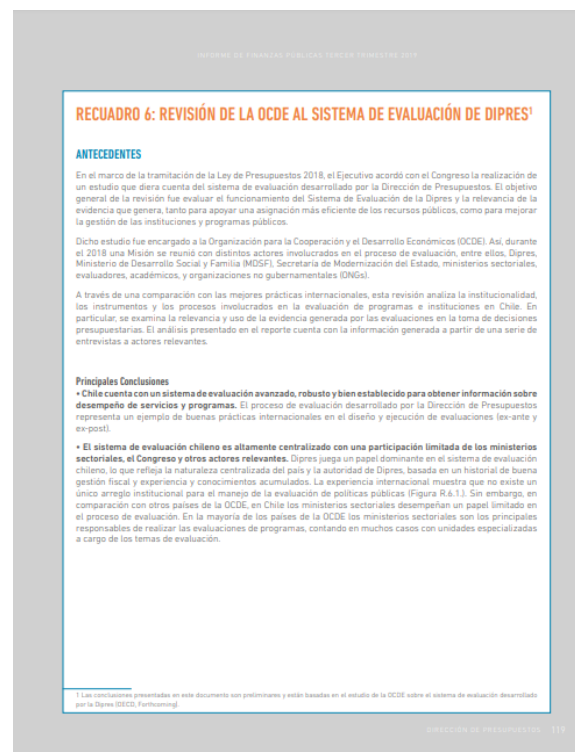 INFORME DE FINANZAS PÚBLICAS TERCER TRIMESTRE 2019
RECUADRO 6: REVISIÓN DE LA OCDE AL SISTEMA DE EVALUACIÓN DE DIPRES¹
ANTECEDENTES
En el marco de la tramitación de la Ley de Presupuestos 2018, el Ejecutivo acordó con el Congreso la realización de
un estudio que diera cuenta del sistema de evaluación desarrollado por la Dirección de Presupuestos. El objetivo
general de la revisión fue evaluar el funcionamiento del Sistema de Evaluación de la Dipres y la relevancia de la
evidencia que genera, tanto para apoyar una asignación más eficiente de los recursos públicos, como para mejorar
la gestión de las instituciones y programas públicos.
Dicho estudio fue encargado a la Organización para la Cooperación y el Desarrollo Económicos (OCDE). Así, durante
el 2018 una Misión se reunió con distintos actores involucrados en el proceso de evaluación, entre ellos, Dipres,
Ministerio de Desarrollo Social y Familia (MDSF), Secretaría de Modernización del Estado, ministerios sectoriales,
evaluadores, académicos, y organizaciones no gubernamentales (ONGs).
A través de una comparación con las mejores prácticas internacionales, esta revisión analiza la institucionalidad,
los instrumentos y los procesos involucrados en la evaluación de programas e instituciones en Chile. En
particular, se examina la relevancia y uso de la evidencia generada por las evaluaciones en la toma de decisiones
presupuestarias. El análisis presentado en el reporte cuenta con la información generada a partir de una serie de
entrevistas a actores relevantes.
Principales Conclusiones
• Chile cuenta con un sistema de evaluación avanzado, robusto y bien establecido para obtener información sobre
desempeño de servicios y programas. El proceso de evaluación desarrollado por la Dirección de Presupuestos
representa un ejemplo de buenas prácticas internacionales en el diseño y ejecución de evaluaciones (ex-ante y
ex-post).
• El sistema de evaluación chileno es altamente centralizado con una participación limitada de los ministerios
sectoriales, el Congreso y otros actores relevantes. Dipres juega un papel dominante en el sistema de evaluación
chileno, lo que refleja la naturaleza centralizada del país y la autoridad de Dipres, basada en un historial de buena
gestión fiscal y experiencia y conocimientos acumulados. La experiencia internacional muestra que no existe un
único arreglo institucional para el manejo de la evaluación de políticas públicas (Figura R.6.1.). Sin embargo, en
comparación con otros países de la OCDE, en Chile los ministerios sectoriales desempeñan un papel limitado en
el proceso de evaluación. En la mayoría de los países de la OCDE los ministerios sectoriales son los principales
responsables de realizar las evaluaciones de programas, contando en muchos casos con unidades especializadas
a cargo de los temas de evaluación.
1 Las conclusiones presentadas en este documento son preliminares y están basadas en el estudio de la OCDE sobre el sistema de evaluación desarrollado
por la Dipres (OECD, Forthcoming).
DIRECCIÓN DE PRESUPUESTOS 119